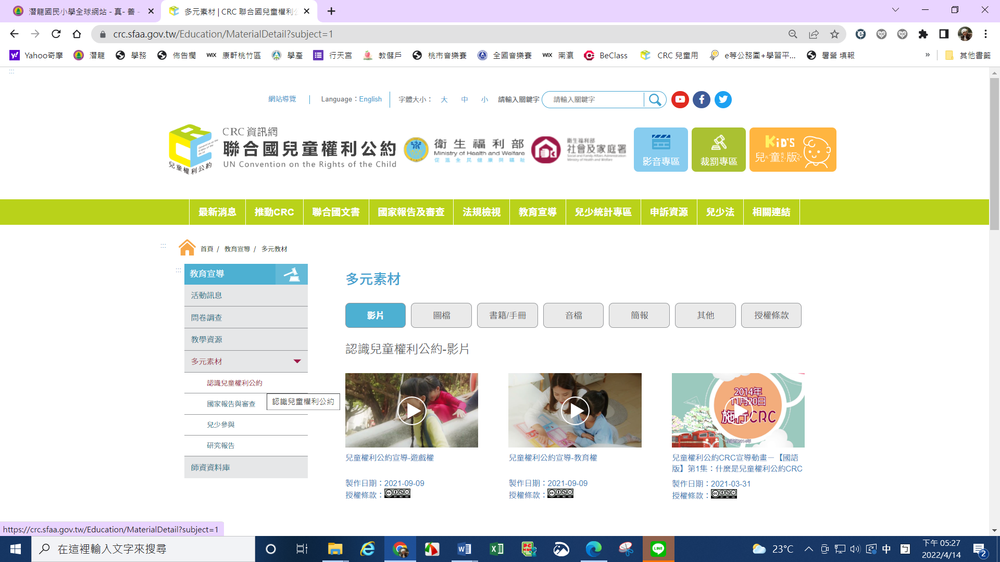 潛龍國民小學全球網站 - 真- 善 -
多元素材 | CRC 聯合國兒童權利公
crc.sfaa.gov.tw/Education/MaterialDetail?subject=1
Yahoo奇摩
潛龍
學務
佈告欄
WIX 康軒桃竹區
學產
行天宮
教儲戶
桃市音樂賽
全國音樂賽
WIX 南瀛
BeClass
CRC 兒童用
e等公務園+學習平...
署營 填報
»
其他書籤
網站導覽
Language：English
字體大小： 大 中 小
請輸入關鍵字
請輸入關鍵字
CRC 資訊網
聯合國兒童權利公約
UN Convention on the Rights of the Child
兒童權利公約
衛生福利部
Ministry of Health and Welfare
促進全民健康與福祉
衛生福利部
社會及家庭署
Social and Family Affairs Administration
Ministry of Health and Welfare
影音專區
裁罰專區
KiD'S
兒童版
最新消息 推動CRC 聯合國文書 國家報告及審查 法規檢視 教育宣導 兒少統計專區 申訴資源 兒少法 相關連結
首頁 / 教育宣導 / 多元教材
教育宣導
活動訊息
問卷調查
教學資源
多元素材
認識兒童權利公約
國家報告與審查
認識兒童權利公約
兒少參與
研究報告
師資資料庫
多元素材
影片 圖檔 書籍/手冊 音檔 簡報 其他 授權條款
認識兒童權利公約-影片
2014年
11月20日
施行CRC
兒童權利公約宣導-遊戲權
製作日期：2021-09-09
授權條款：
兒童權利公約宣導-教育權
製作日期：2021-09-09
授權條款：
兒童權利公約CRC宣導動畫－【國語
版】第1集：什麼是兒童權利公約CRC
製作日期：2021-03-31
授權條款：
https://crc.sfaa.gov.tw/Education/MaterialDetail?subject=1
在這裡輸入文字來搜尋
23°C
中
下午 05:27
2022/4/14
2